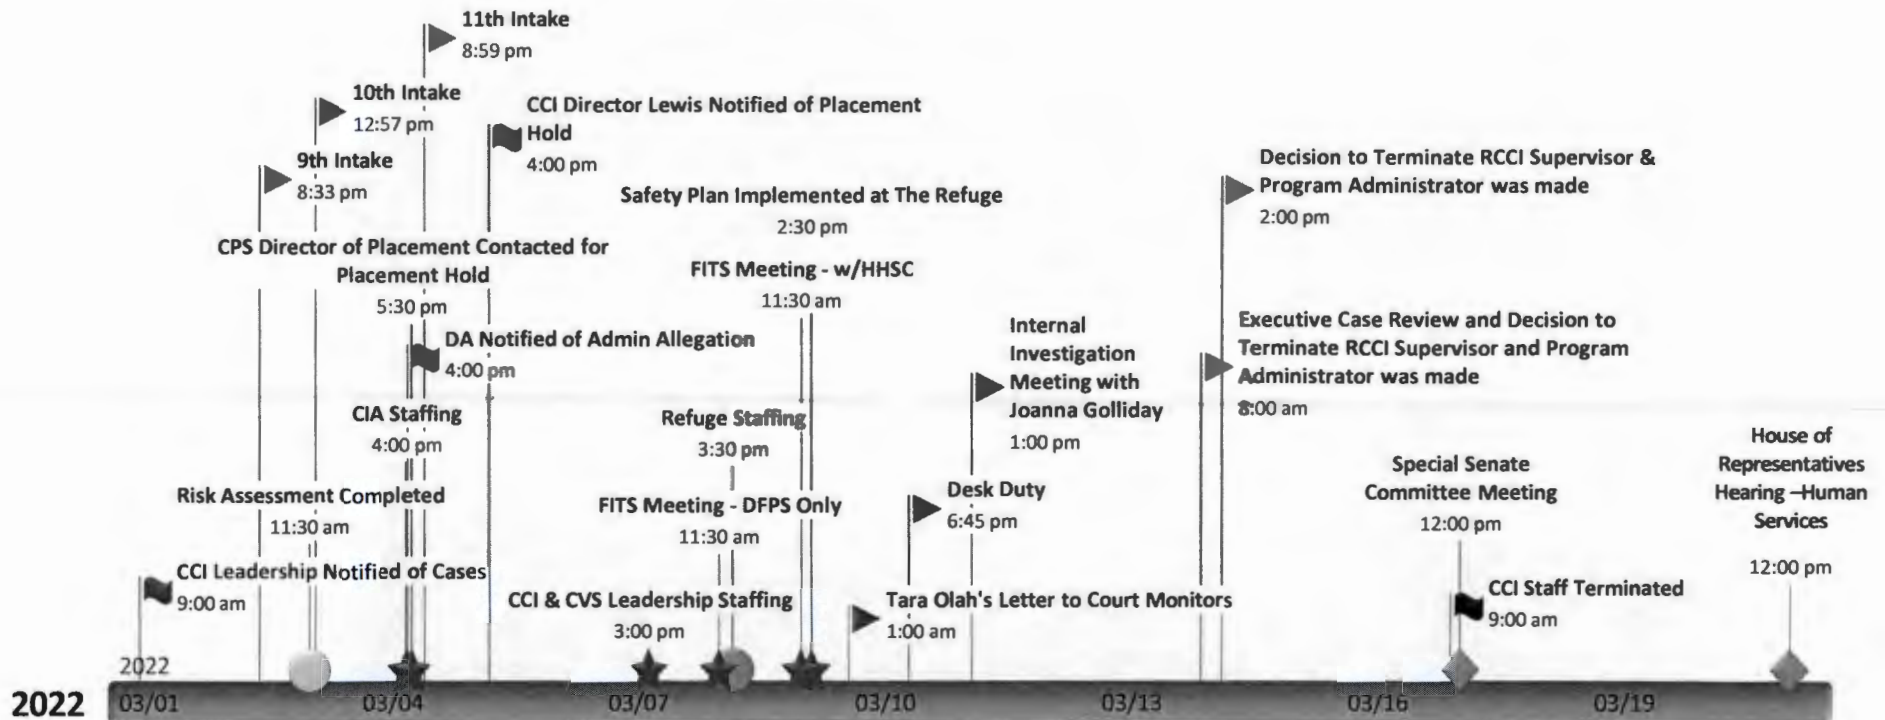 11th Intake
8:59 pm
10th Intake
12:57 pm
CCI Director Lewis Notified of Placement
Hold
4:00 pm
9th Intake
8:33 pm
Decision to Terminate RCCI Supervisor &
Program Administrator was made
2:00 pm
Safety Plan Implemented at The Refuge
2:30 pm
CPS Director of Placement Contacted for
Placement Hold
5:30 pm
FITS Meeting - w/HHSC
11:30 am
DA Notified of Admin Allegation
4:00 pm
Internal
Investigation
Meeting with
Joanna Golliday
1:00 pm
Executive Case Review and Decision to
Terminate RCCI Supervisor and Program
Administrator was made
8:00 am
CIA Staffing
4:00 pm
Refuge Staffing
3:30 pm
House of
Representatives
Hearing –Human
Services
12:00 pm
Special Senate
Committee Meeting
12:00 pm
Risk Assessment Completed
11:30 am
FITS Meeting - DFPS Only
11:30 am
Desk Duty
6:45 pm
CCI Leadership Notified of Cases
9:00 am
CCI & CVS Leadership Staffing
3:00 pm
Tara Olah's Letter to Court Monitors
1:00 am
CCI Staff Terminated
9:00 am
2022
2022
03/01
03/04
03/07
03/10
03/13
03/16
03/19